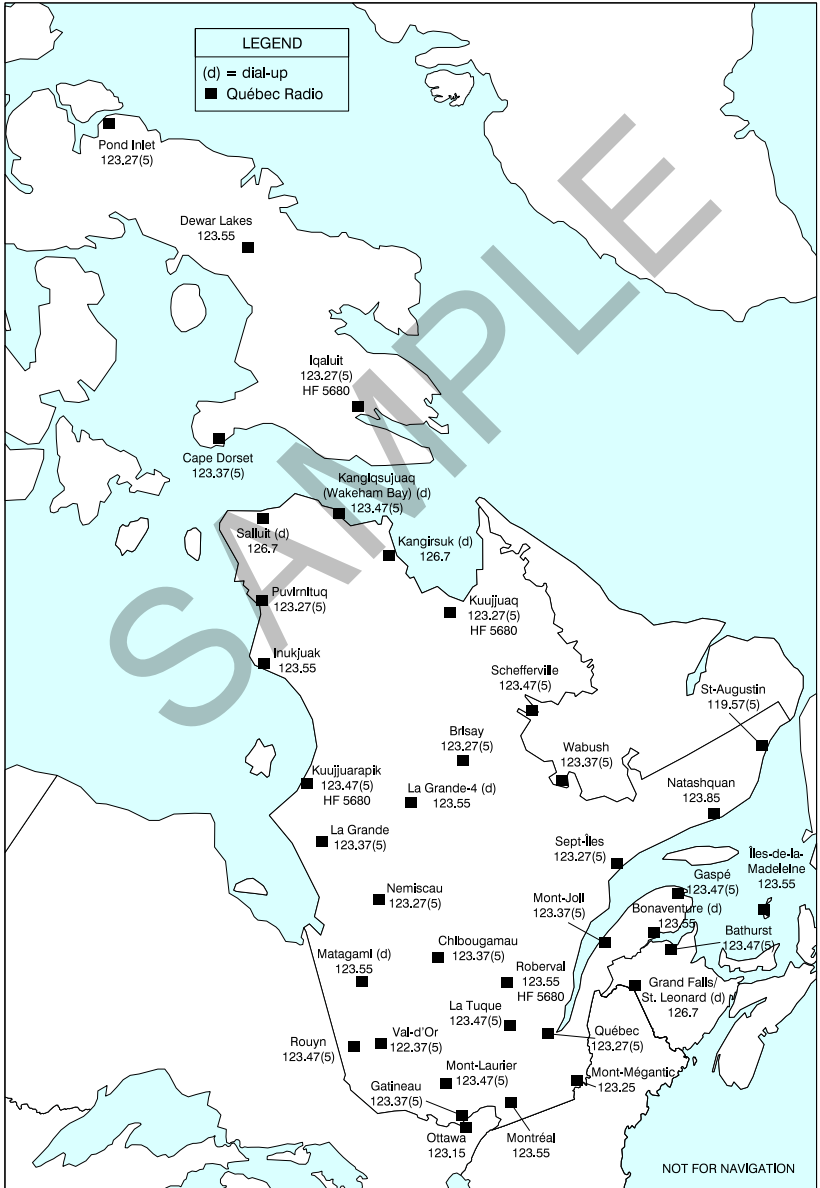 LEGEND
(d) = dial-up
Québec Radio
Pond Inlet
123.27(5)
Dewar Lakes
123.55
Iqaluit
123.27(5)
HF 5680
Cape Dorset
123.37(5)
Kangiqsujuaq
(Wakeham Bay) (d)
123.47(5)
Salluit (d)
126.7
Kangirsuk (d)
126.7
Puvirnituq
123.27(5)
Kuujjuaq
123.27(5)
HF 5680
Inukjuak
123.55
Schefferville
123.47(5)
St-Augustin
119.57(5)
Brisay
123.27(5)
Wabush
123.37(5)
Kuujjuarapik
123.47(5)
HF 5680
La Grande-4 (d)
123.55
Natashquan
123.85
La Grande
123.37(5)
Sept-Îles
123.27(5)
Îles-de-la-
Madeleine
123.55
Gaspé
123.47(5)
Nemiscau
123.27(5)
Mont-Joli
123.37(5)
Bonaventure (d)
123.55
Bathurst
123.47(5)
Chibougamau
123.37(5)
Matagami (d)
123.55
Roberval
123.55
HF 5680
Grand Falls/
St. Leonard (d)
126.7
La Tuque
123.47(5)
Québec
123.27(5)
Rouyn
123.47(5)
Val-d'Or
122.37(5)
Mont-Laurier
123.47(5)
Mont-Mégantic
123.25
Gatineau
123.37(5)
Ottawa
123.15
Montréal
123.55
NOT FOR NAVIGATION
SAMPLE